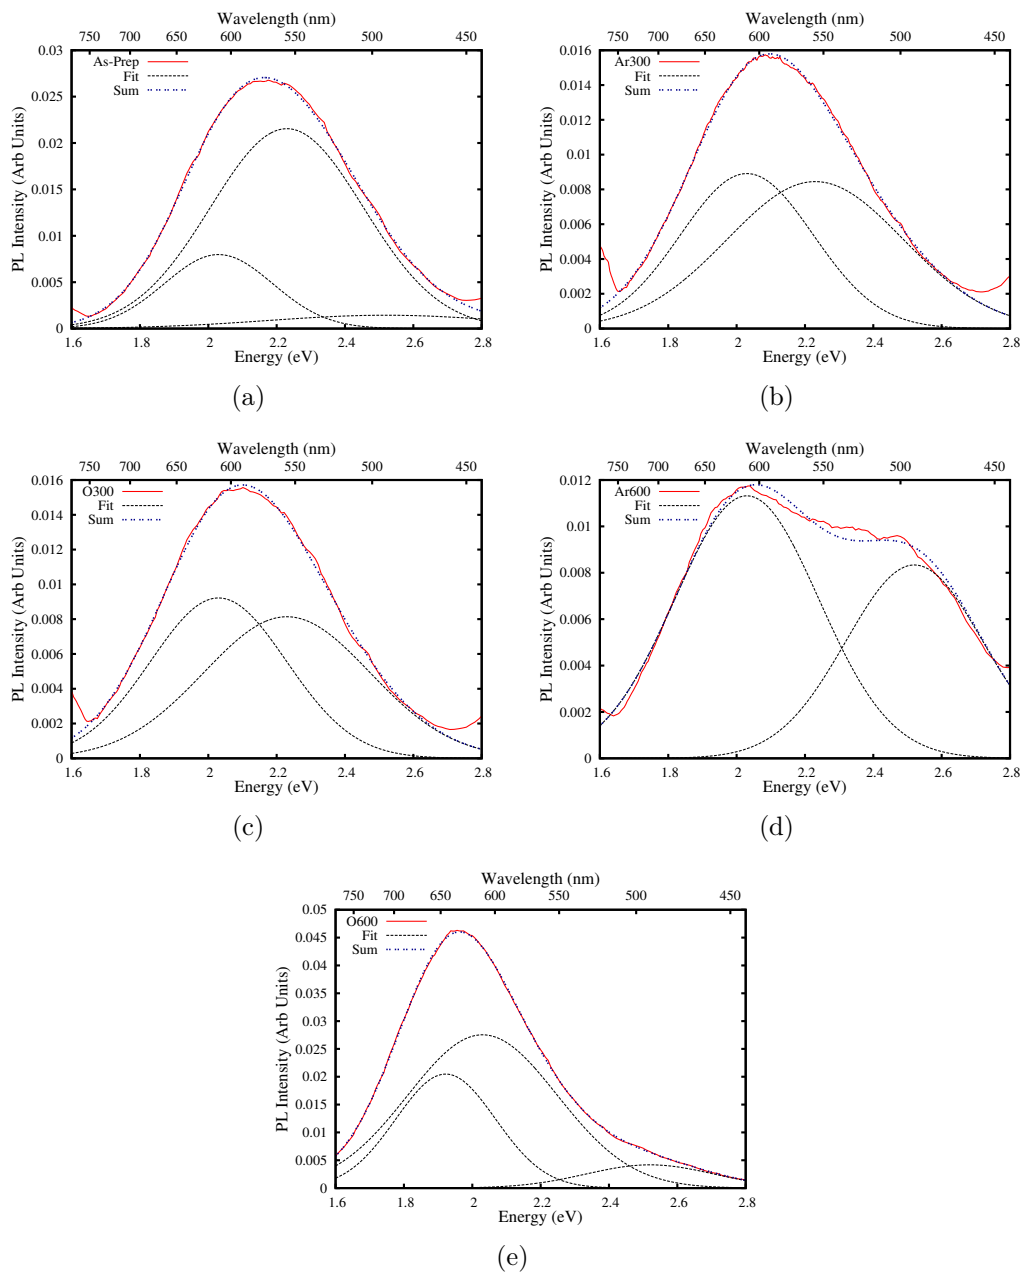 Wavelength (nm)
750 700 650 600 550 500 450
0.03
0.025
0.02
0.015
0.01
0.005
0
PL Intensity (Arb Units)
As-Prep
Fit
Sum
1.6 1.8 2 2.2 2.4 2.6 2.8
Energy (eV)
(a)
Wavelength (nm)
750 700 650 600 550 500 450
0.016
0.014
0.012
0.01
0.008
0.006
0.004
0.002
0
PL Intensity (Arb Units)
Ar300
Fit
Sum
1.6 1.8 2 2.2 2.4 2.6 2.8
Energy (eV)
(b)
Wavelength (nm)
750 700 650 600 550 500 450
0.016
0.014
0.012
0.01
0.008
0.006
0.004
0.002
0
PL Intensity (Arb Units)
O300
Fit
Sum
1.6 1.8 2 2.2 2.4 2.6 2.8
Energy (eV)
(c)
Wavelength (nm)
750 700 650 600 550 500 450
0.012
0.01
0.008
0.006
0.004
0.002
0
PL Intensity (Arb Units)
Ar600
Fit
Sum
1.6 1.8 2 2.2 2.4 2.6 2.8
Energy (eV)
(d)
Wavelength (nm)
750 700 650 600 550 500 450
0.05
0.045
0.04
0.035
0.03
0.025
0.02
0.015
0.01
0.005
0
PL Intensity (Arb Units)
O600
Fit
Sum
1.6 1.8 2 2.2 2.4 2.6 2.8
Energy (eV)
(e)